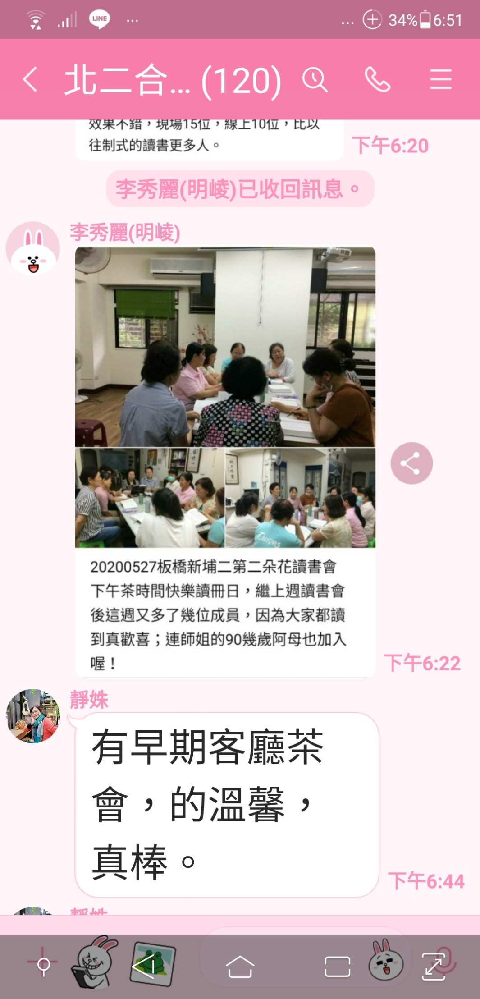 LINE
34%
6:51
北二合... (120)
效果不錯，現場15位，線上10位，比以
往制式的讀書更多人。
下午6:20
李秀麗(明崚)已收回訊息。
李秀麗(明崚)
Curves
20200527板橋新埔二第二朵花讀書會
下午茶時間快樂讀冊日，繼上週讀書會
後這週又多了幾位成員，因為大家都讀
到真歡喜；連師姐的90幾歲阿母也加入
喔！
下午6:22
靜姝
有早期客廳茶
會，的溫馨，
真棒。
下午6:44
靜姝